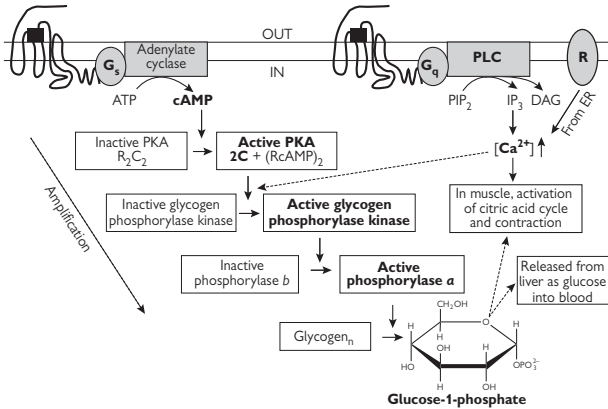 OUT
IN
Gs
Adenylate
cyclase
ATP
cAMP
Gq
PLC
R
PIP2
IP3
DAG
From ER
[Ca2+]
Inactive PKA
R2C2
Active PKA
2C + (RcAMP)2
Amplification
Inactive glycogen
phosphorylase kinase
Active glycogen
phosphorylase kinase
In muscle, activation
of citric acid cycle
and contraction
Inactive
phosphorylase b
Active
phosphorylase a
Released from
liver as glucose
into blood
Glycogenn
CH2OH
H
O
H
H
OH
H
HO
H
OH
OPO3 2–
Glucose-1-phosphate